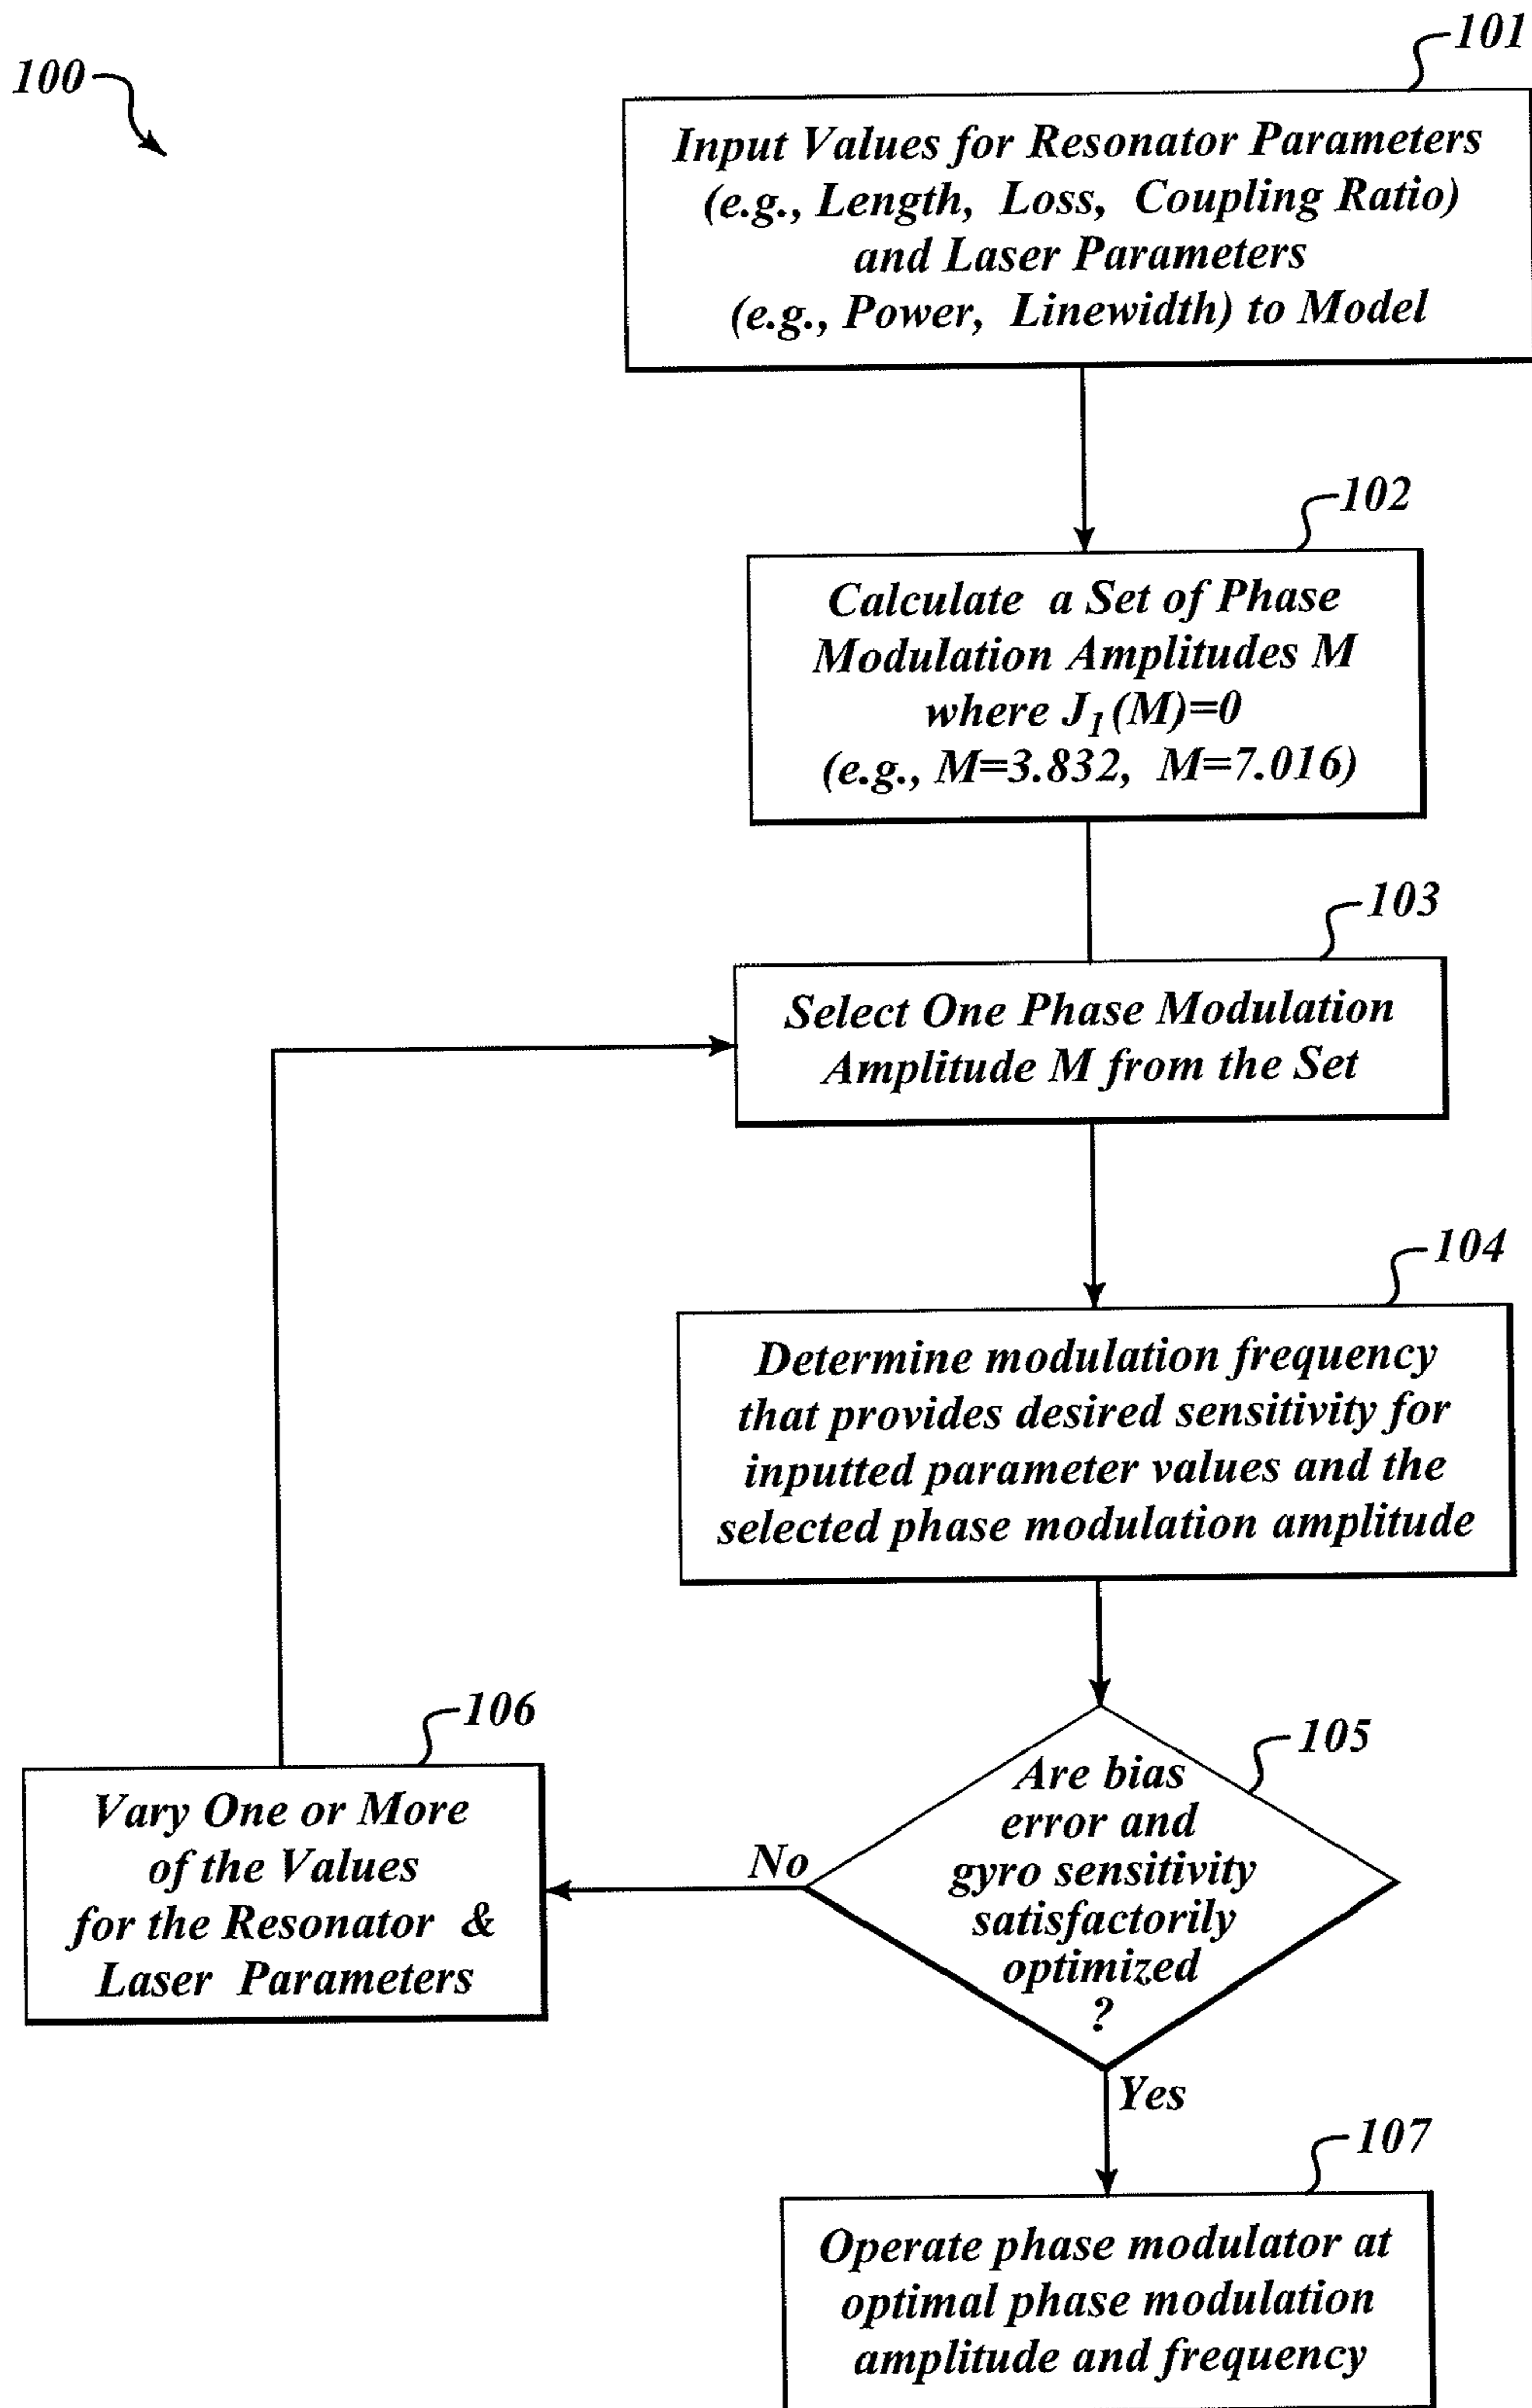 100
101
Input Values for Resonator Parameters
(e.g., Length, Loss, Coupling Ratio)
and Laser Parameters
(e.g., Power, Linewidth) to Model
102
Calculate a Set of Phase
Modulation Amplitudes M
where J1(M)=0
(e.g., M=3.832, M=7.016)
103
Select One Phase Modulation
Amplitude M from the Set
104
Determine modulation frequency
that provides desired sensitivity for
inputted parameter values and the
selected phase modulation amplitude
105
Are bias
error and
gyro sensitivity
satisfactorily
optimized
?
No
106
Vary One or More
of the Values
for the Resonator &
Laser Parameters
Yes
107
Operate phase modulator at
optimal phase modulation
amplitude and frequency